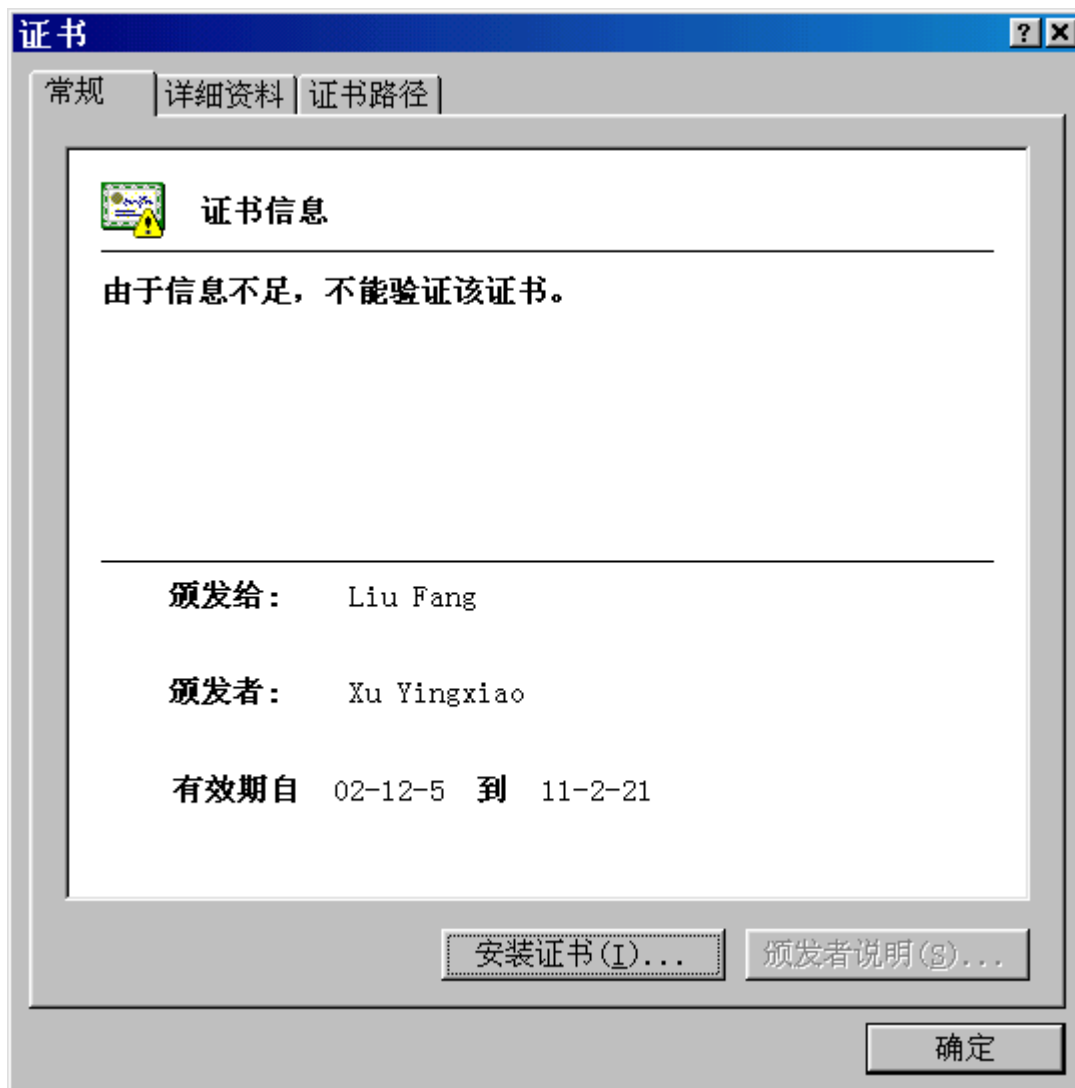 证书
常规 详细资料 证书路径
证书信息
由于信息不足，不能验证该证书。
颁发给： Liu Fang
颁发者： Xu Yingxiao
有效期自 02-12-5 到 11-2-21
安装证书(I)... 颁发者说明(S)...
确定